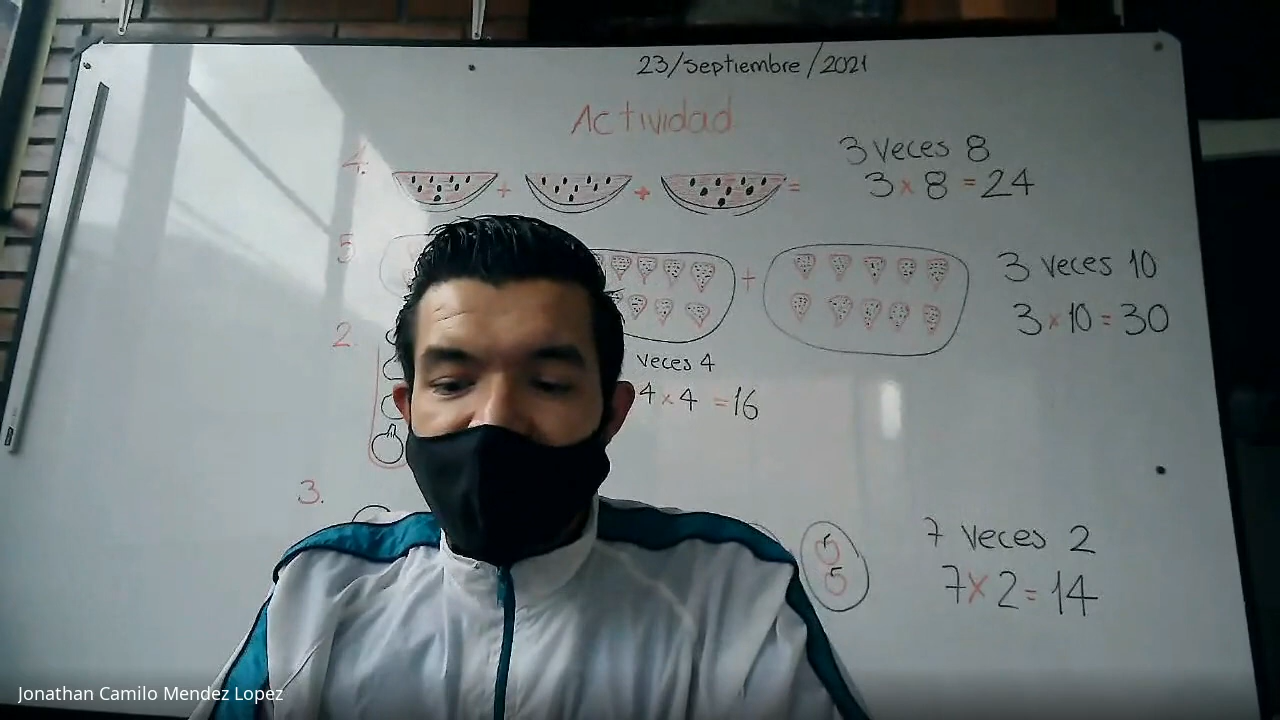 23/Septiembre/2021
Actividad
3 veces 8
4
+ + =
3 x 8 = 24
5
+
3 veces 10
3 x 10 = 30
2
veces 4
4 x 4 = 16
3.
7 veces 2
7 x 2 = 14
Jonathan Camilo Mendez Lopez